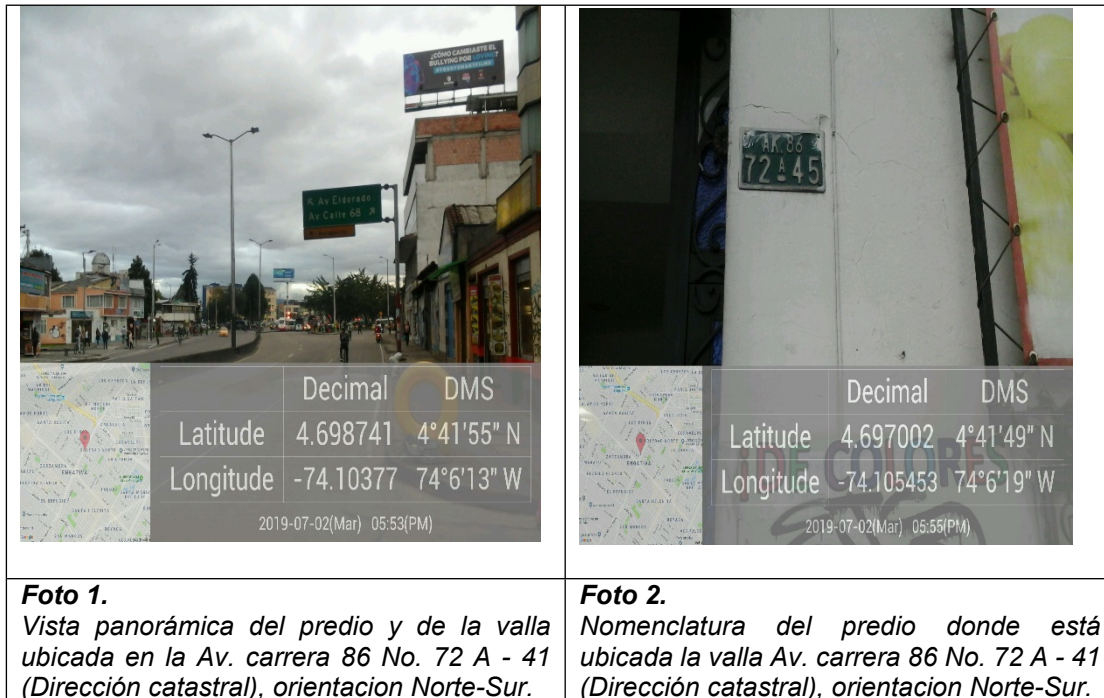 ¿CÓMO CAMBIASTE EL
BULLYING POR LOVING?
Av Eldorado
Av Calle 68
Decimal DMS
Latitude 4.698741 4°41'55" N
Longitude -74.10377 74°6'13" W
2019-07-02(Mar) 05:53(PM)
AK 86
72 A 45
Decimal DMS
Latitude 4.697002 4°41'49" N
Longitude -74.105453 74°6'19" W
DE COLORES
2019-07-02(Mar) 05:55(PM)
Foto 1.
Vista panorámica del predio y de la valla
ubicada en la Av. carrera 86 No. 72 A - 41
(Dirección catastral), orientacion Norte-Sur.
Foto 2.
Nomenclatura del predio donde está
ubicada la valla Av. carrera 86 No. 72 A - 41
(Dirección catastral), orientacion Norte-Sur.